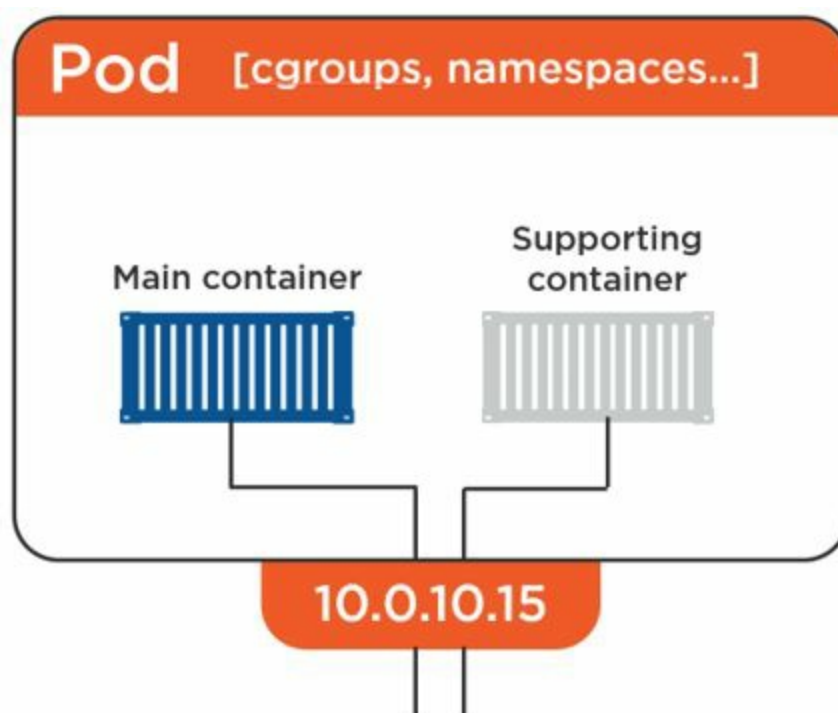 Pod [cgroups, namespaces...]
Supporting
container
Main container
10.0.10.15